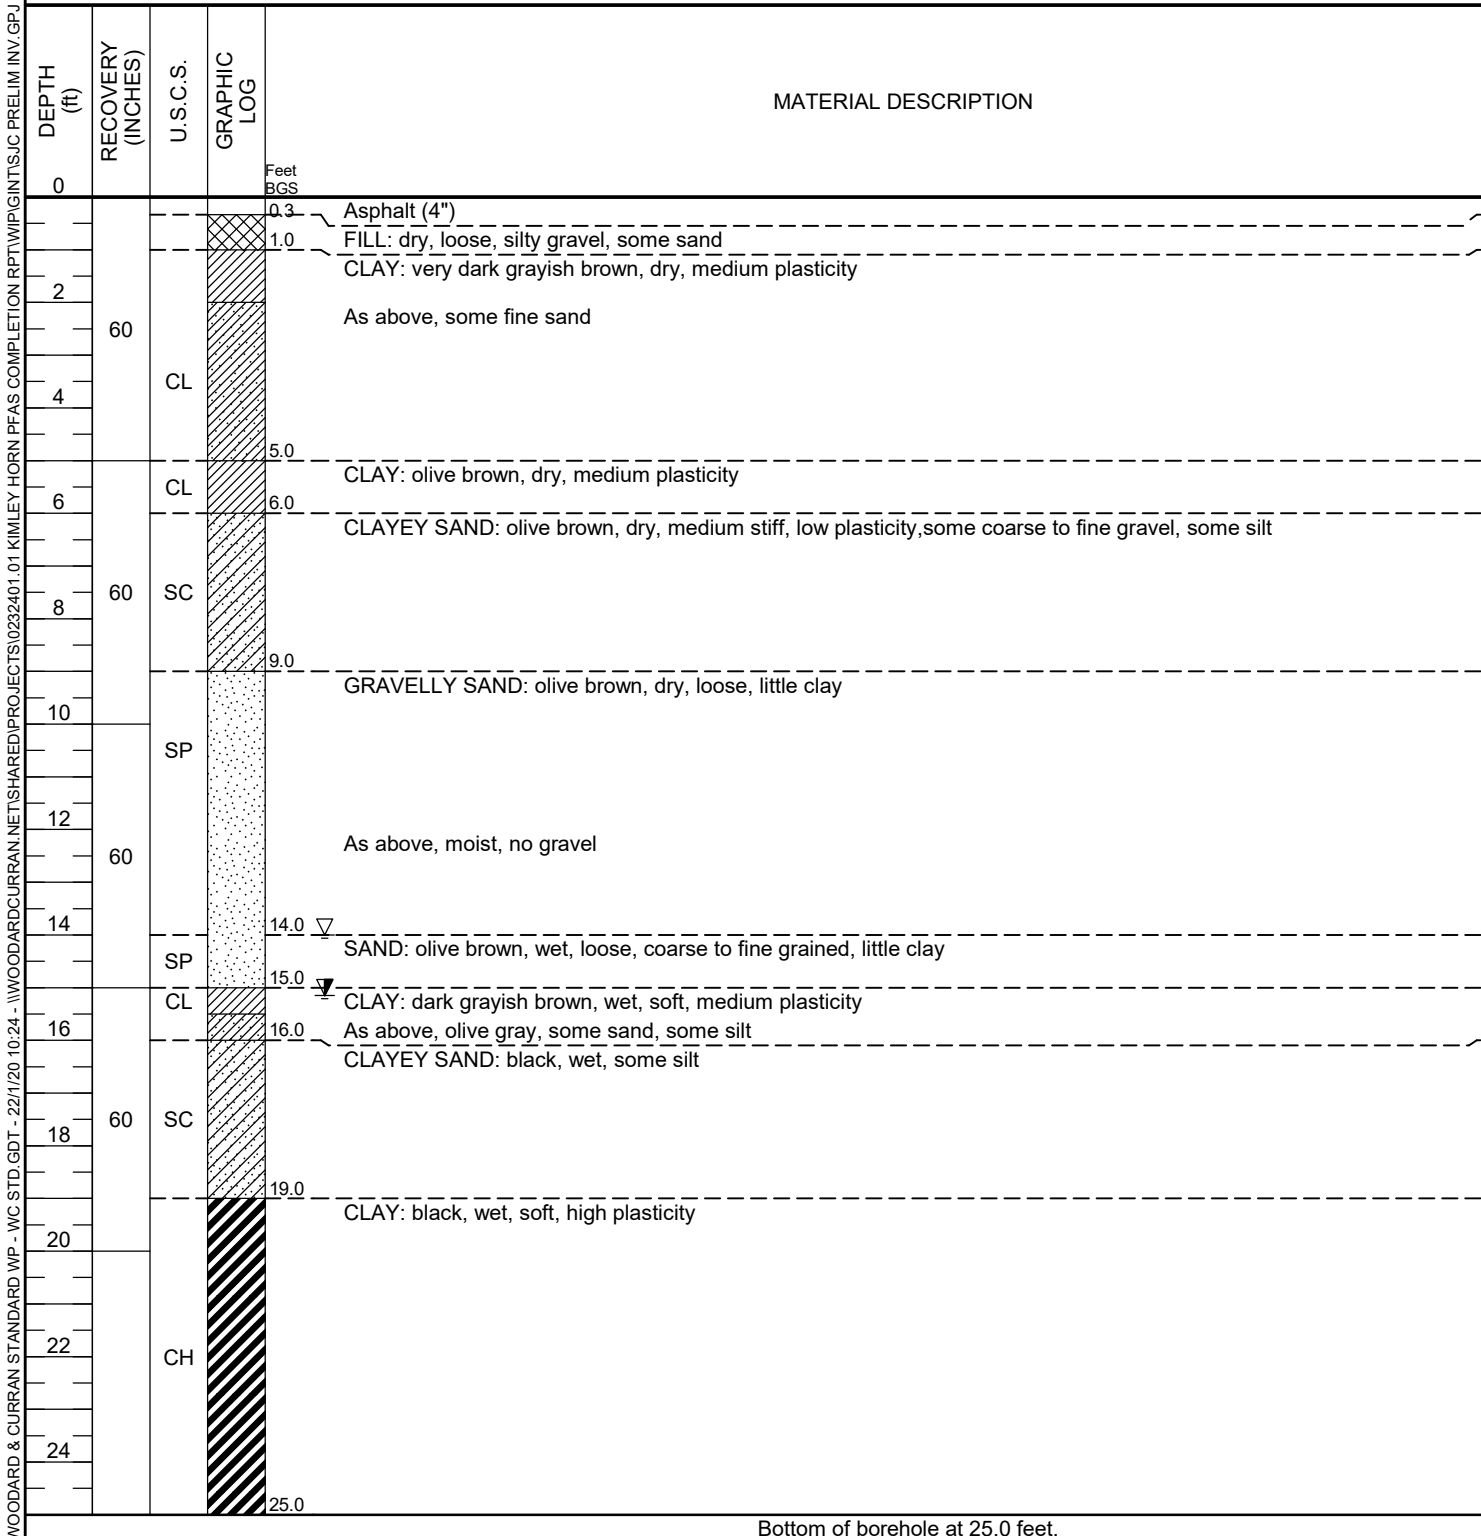 WOODARD & CURRAN STANDARD WP - WC STD.GDT - 22/1/20 10:24 - \\WOODARDCURRAN.NET\SHARED\PROJECTS\0232401.01 KIMLEY HORN PFAS COMPLETION RPT\WIP\GINT\SJC PRELIM INV.GPJ
DEPTH
(ft)
RECOVERY
(INCHES)
U.S.C.S.
GRAPHIC
LOG
MATERIAL DESCRIPTION
Feet
BGS
0
0.3 Asphalt (4")
1.0 FILL: dry, loose, silty gravel, some sand
CLAY: very dark grayish brown, dry, medium plasticity
2
As above, some fine sand
60
CL
4
5.0
CLAY: olive brown, dry, medium plasticity
CL
6 6.0
CLAYEY SAND: olive brown, dry, medium stiff, low plasticity,some coarse to fine gravel, some silt
60 SC
8
9.0
GRAVELLY SAND: olive brown, dry, loose, little clay
10
SP
12
As above, moist, no gravel
60
14 14.0
SAND: olive brown, wet, loose, coarse to fine grained, little clay
SP
15.0
CL CLAY: dark grayish brown, wet, soft, medium plasticity
16 16.0 As above, olive gray, some sand, some silt
CLAYEY SAND: black, wet, some silt
60 SC
18
19.0
CLAY: black, wet, soft, high plasticity
20
22
CH
24
25.0
Bottom of borehole at 25.0 feet.